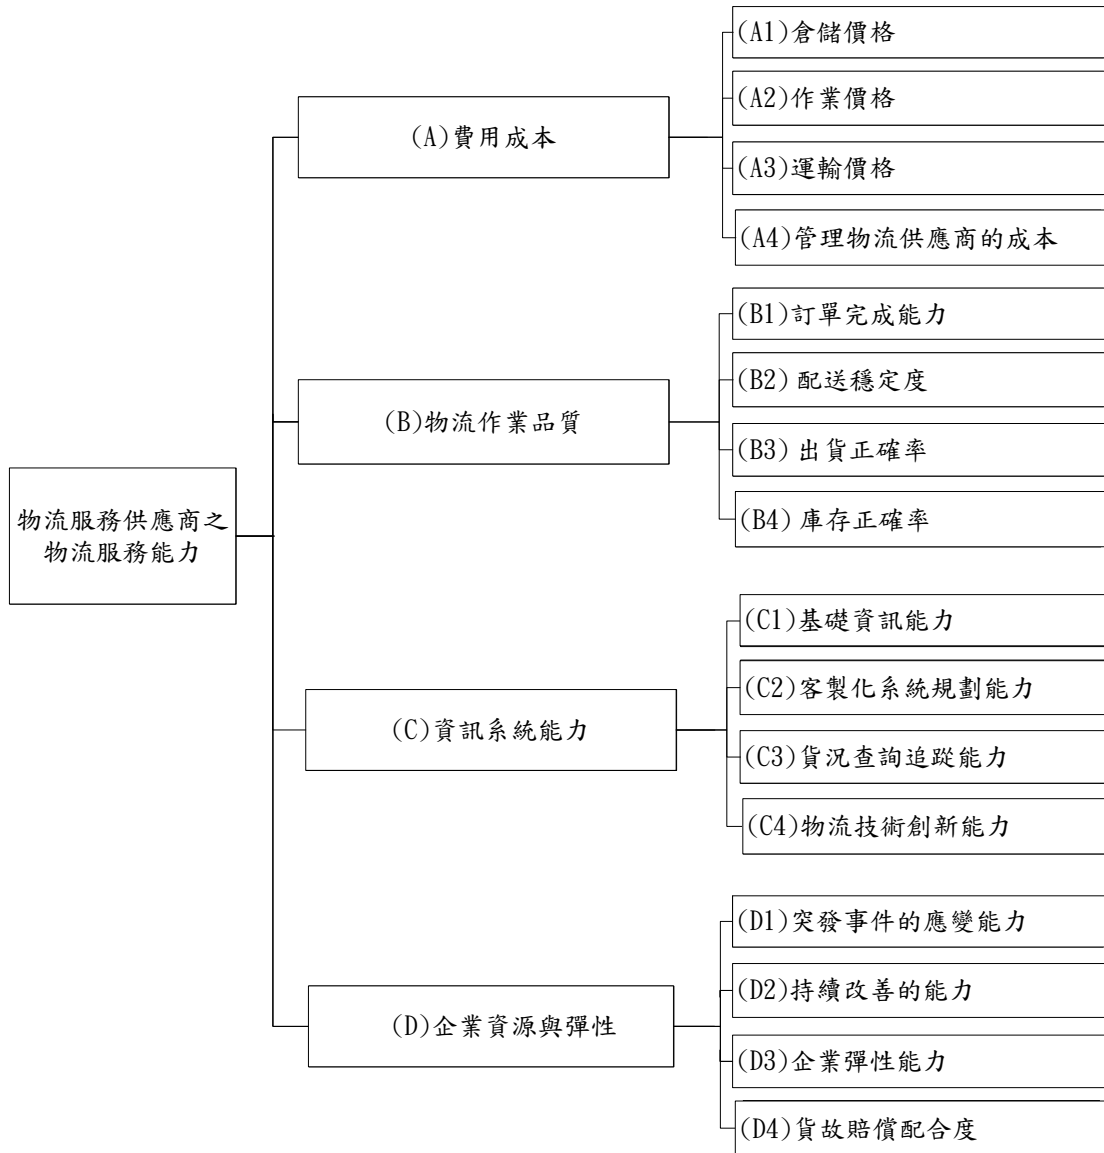 物流服務供應商之
物流服務能力
(A)費用成本
(A1)倉儲價格
(A2)作業價格
(A3)運輸價格
(A4)管理物流供應商的成本
(B)物流作業品質
(B1)訂單完成能力
(B2) 配送穩定度
(B3) 出貨正確率
(B4) 庫存正確率
(C)資訊系統能力
(C1)基礎資訊能力
(C2)客製化系統規劃能力
(C3)貨況查詢追蹤能力
(C4)物流技術創新能力
(D)企業資源與彈性
(D1)突發事件的應變能力
(D2)持續改善的能力
(D3)企業彈性能力
(D4)貨故賠償配合度